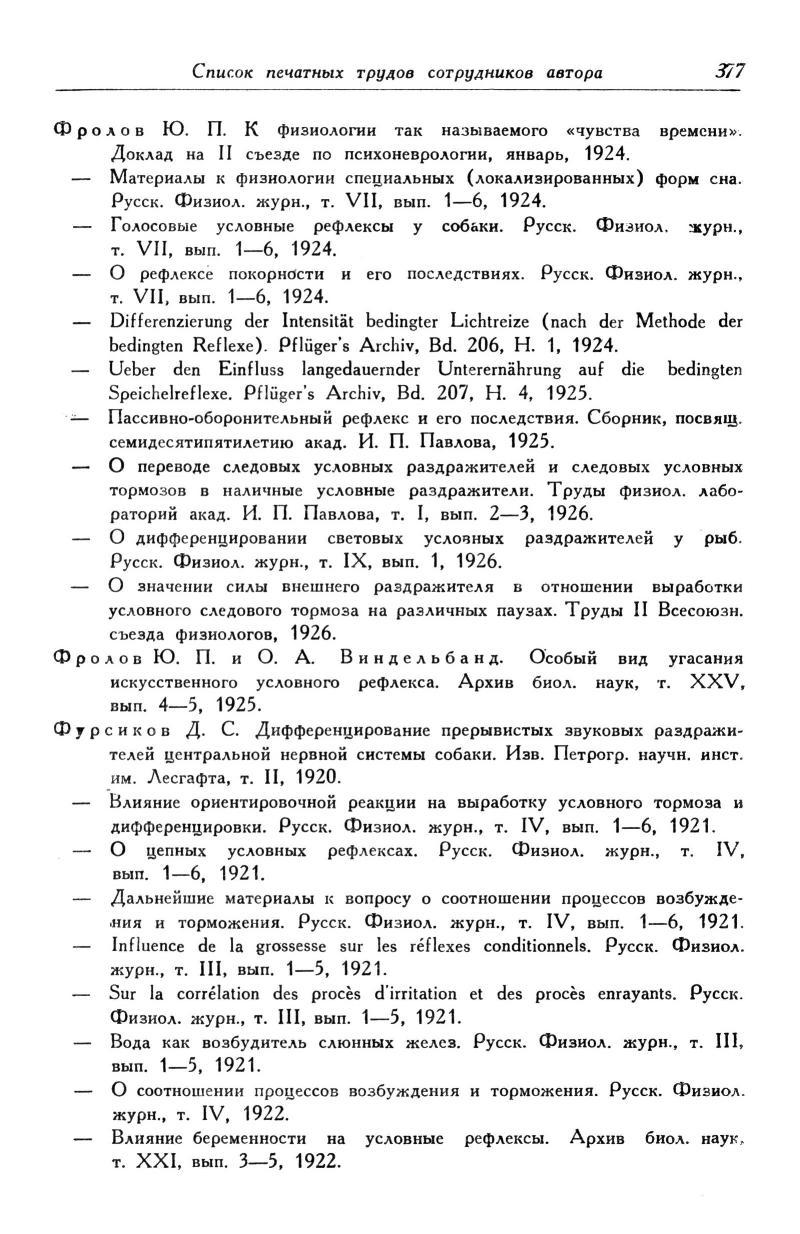 Список печатных трудов сотрудников автора 377
Фролов Ю. П. К физиологии так называемого «чувства времени».
Доклад на II съезде по психоневрологии, январь, 1924.
— Материалы к физиологии специальных (локализированных) форм сна.
Русск. Физиол. журн., т. VII, вып. 1—6, 1924.
— Голосовые условные рефлексы у собаки. Русск. Физиол. журн.,
т. VII, вып. 1—6, 1924.
— О рефлексе покорности и его последствиях. Русск. Физиол. журн.,
т. VII, вып. 1—6, 1924.
— Differenzierung der Intensität bedingter Lichtreize (nach der Methode der
bedingten Reflexe). Pflüger's Archiv, Bd. 206, H. 1, 1924.
— Ueber den Einfluss langedauernder Unterernährung auf die bedingten
Speichelreflexe. Pflüger's Archiv, Bd. 207, H. 4, 1925.
— Пассивно-оборонительный рефлекс и его последствия. Сборник, посвящ.
семидесятипятилетию акад. И. П. Павлова, 1925.
— О переводе следовых условных раздражителей и следовых условных
тормозов в наличные условные раздражители. Труды физиол. лабо-
раторий акад. И. П. Павлова, т. I, вып. 2—3, 1926.
— О дифференцировании световых условных раздражителей у рыб.
Русск. Физиол. журн., т. IX, вып. 1, 1926.
— О значении силы внешнего раздражителя в отношении выработки
условного следового тормоза на различных паузах. Труды II Всесоюзн.
съезда физиологов, 1926.
Фролов Ю. П. и О. А. Виндельбанд. Особый вид угасания
искусственного условного рефлекса. Архив биол. наук, т. XXV,
вып. 4—5, 1925.
Фурсиков Д. С. Дифференцирование прерывистых звуковых раздражи-
телей центральной нервной системы собаки. Изв. Петрогр. научн. инст.
им. Лесгафта, т. II, 1920.
— Влияние ориентировочной реакции на выработку условного тормоза и
дифференцировки. Русск. Физиол. журн., т. IV, вып. 1—6, 1921.
— О цепных условных рефлексах. Русск. Физиол. журн., т. IV,
вып. 1—6, 1921.
— Дальнейшие материалы к вопросу о соотношении процессов возбужде-
ния и торможения. Русск. Физиол. журн., т. IV, вып. 1—6, 1921.
— Influence de la grossesse sur les réflexes conditionnels. Русск. Физиол.
журн., т. III, вып. 1—5, 1921.
— Sur la corrélation des procès d'irritation et des procès enrayants. Русск.
Физиол. журн., т. III, вып. 1—5, 1921.
— Вода как возбудитель слюнных желез. Русск. Физиол. журн., т. III,
вып. 1—5, 1921.
— О соотношении процессов возбуждения и торможения. Русск. Физиол.
журн., т. IV, 1922.
— Влияние беременности на условные рефлексы. Архив биол. наук,
т. XXI, вып. 3—5, 1922.